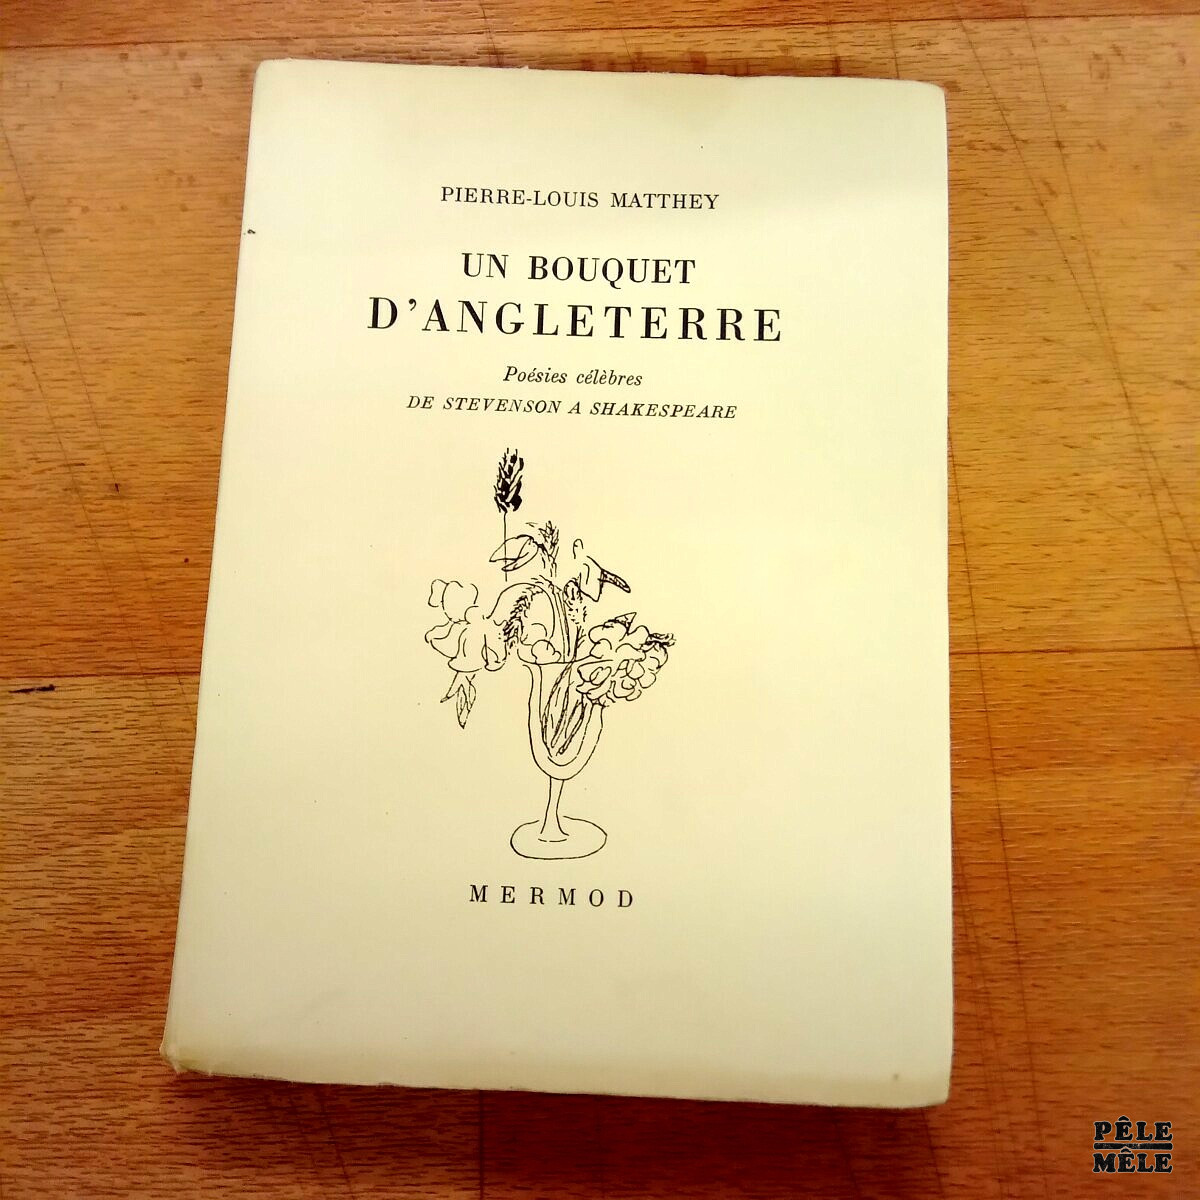 PIERRE-LOUIS MATTHEY
UN BOUQUET
D'ANGLETERRE
Poésies célèbres
DE STEVENSON A SHAKESPEARE
MERMOD
PÊLE
MÊLE